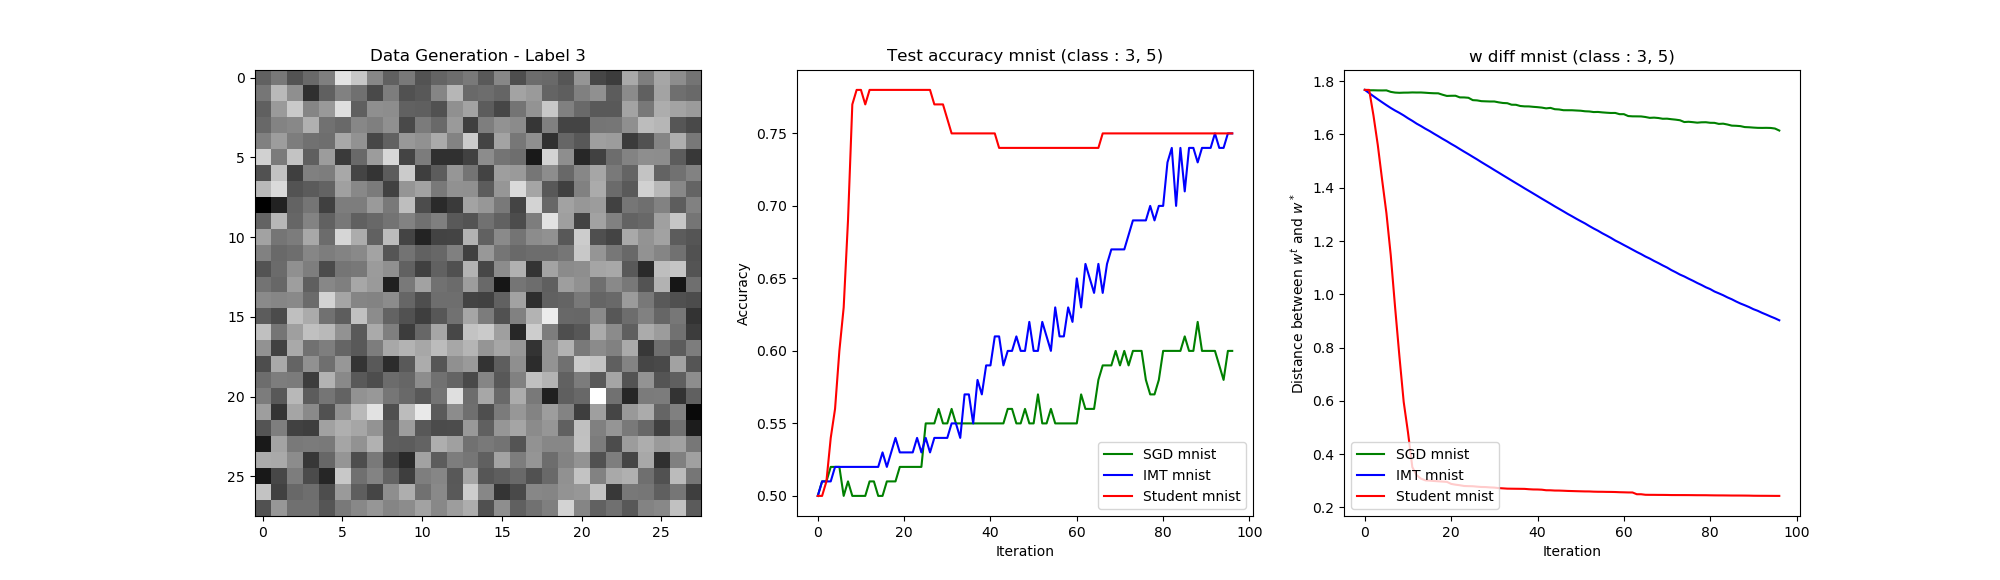 Data Generation - Label 3
0
5
10
15
20
25
0 5 10 15 20 25
Test accuracy mnist (class : 3, 5)
Accuracy
0.75
0.70
0.65
0.60
0.55
0.50
SGD mnist
IMT mnist
Student mnist
0 20 40 60 80 100
Iteration
w diff mnist (class : 3, 5)
Distance between w^t and w^*
1.8
1.6
1.4
1.2
1.0
0.8
0.6
0.4
0.2
SGD mnist
IMT mnist
Student mnist
0 20 40 60 80 100
Iteration